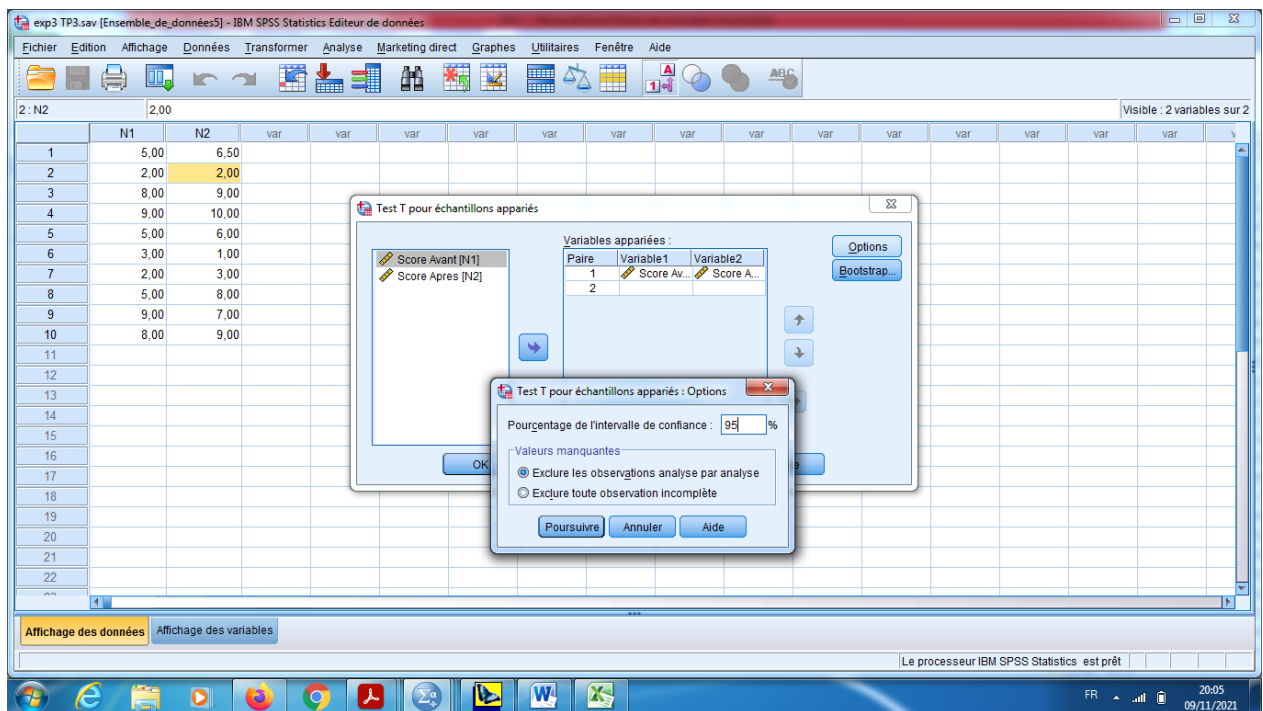 exp3 TP3.sav [Ensemble_de_données5] - IBM SPSS Statistics Editeur de données
Fichier Edition Affichage Données Transformer Analyse Marketing direct Graphes Utilitaires Fenêtre Aide
2 : N2 2,00 Visible : 2 variables sur 2
N1 N2 var var var var var var var var var var var var var var
1 5,00 6,50
2 2,00 2,00
3 8,00 9,00
4 9,00 10,00
5 5,00 6,00
6 3,00 1,00
7 2,00 3,00
8 5,00 8,00
9 9,00 7,00
10 8,00 9,00
11
12
13
14
15
16
17
18
19
20
21
22
Test T pour échantillons appariés
Score Avant [N1]
Score Apres [N2]
Variables appariées :
Paire Variable1 Variable2
1 Score Av... Score A...
2
Options
Bootstrap...
OK
Test T pour échantillons appariés : Options
Pourcentage de l'intervalle de confiance : 95 %
Valeurs manquantes
Exclure les observations analyse par analyse
Exclure toute observation incomplète
Poursuivre Annuler Aide
Affichage des données Affichage des variables
Le processeur IBM SPSS Statistics est prêt
FR 20:05
09/11/2021